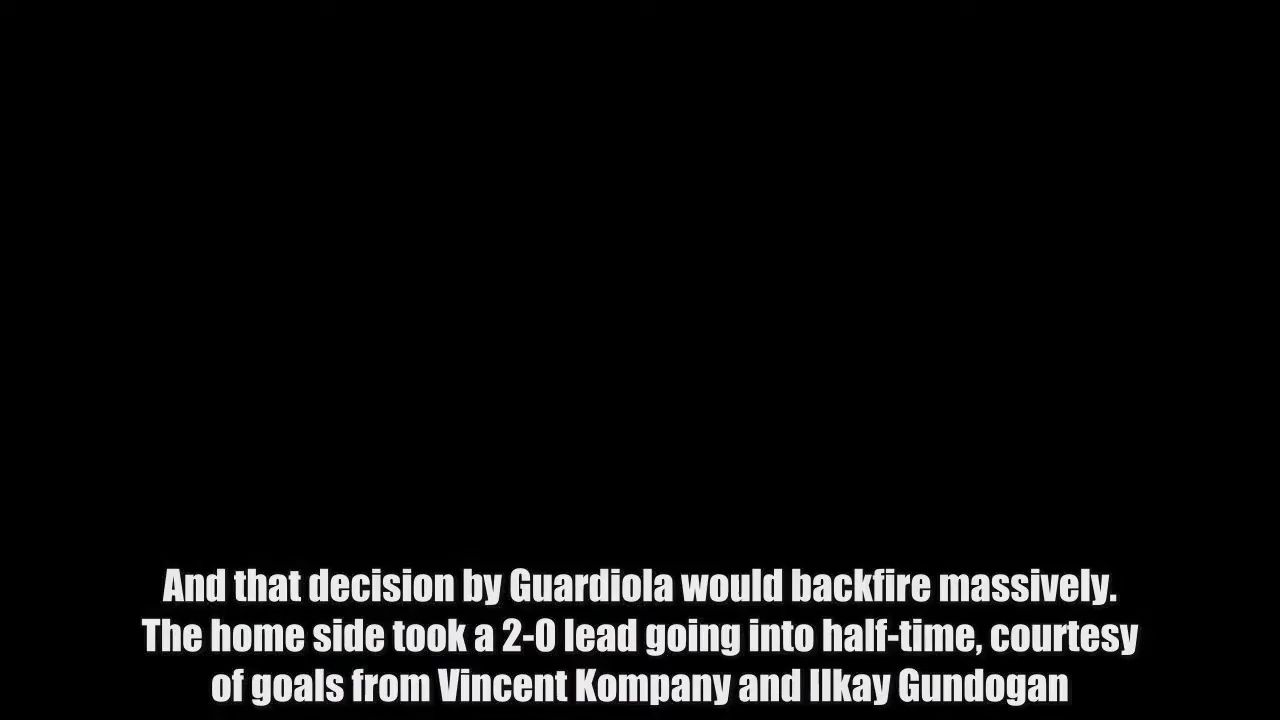 And that decision by Guardiola would backfire massively.
The home side took a 2-0 lead going into half-time, courtesy
of goals from Vincent Kompany and Ilkay Gundogan